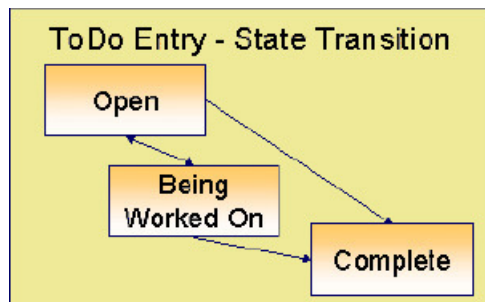 ToDo Entry - State Transition
Open
Being
Worked On
Complete